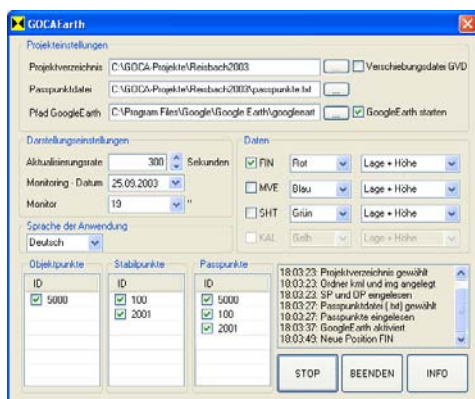 GOCAEarth
Projekteinstellungen
Projektverzeichnis C:\GOCA-Projekte\Reisbach2003 ... Verschiebungsdatei GVD
Passpunktdatei C:\GOCA-Projekte\Reisbach2003\passpunkte.txt ...
Pfad GoogleEarth C:\Program Files\Google\Google Earth\googleeart ... GoogleEarth starten
Darstellungseinstellungen
Aktualisierungsrate 300 Sekunden
Monitoring - Datum 25.09.2003
Monitor 19 "
Sprache der Anwendung
Deutsch
Daten
FIN Rot Lage + Höhe
MVE Blau Lage + Höhe
SHT Grün Lage + Höhe
KAL Gelb Lage + Höhe
Objektpunkte
ID
5000
Stabilpunkte
ID
100
2001
Passpunkte
ID
5000
100
2001
18:03:23: Projektverzeichnis gewählt
18:03:23: Ordner kml und img angelegt
18:03:23: SP und OP eingelesen
18:03:27: Passpunktdatei (.txt) gewählt
18:03:27: Passpunkte eingelesen
18:03:37: GoogleEarth aktiviert
18:03:49: Neue Position FIN
STOP BEENDEN INFO